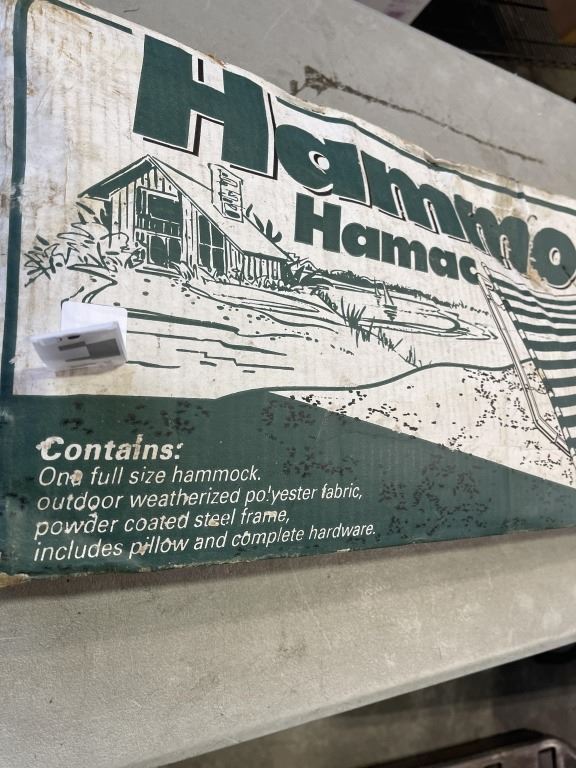 Hammo
Hamac
Contains:
One full size hammock.
outdoor weatherized polyester fabric,
powder coated steel frame,
includes pillow and complete hardware.